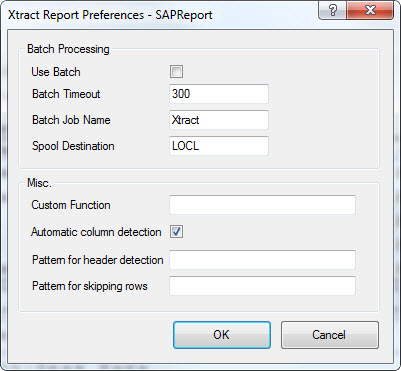 Xtract Report Preferences - SAPReport
Batch Processing
Use Batch
Batch Timeout 300
Batch Job Name Xtract
Spool Destination LOCL
Misc.
Custom Function
Automatic column detection
Pattern for header detection
Pattern for skipping rows
OK Cancel